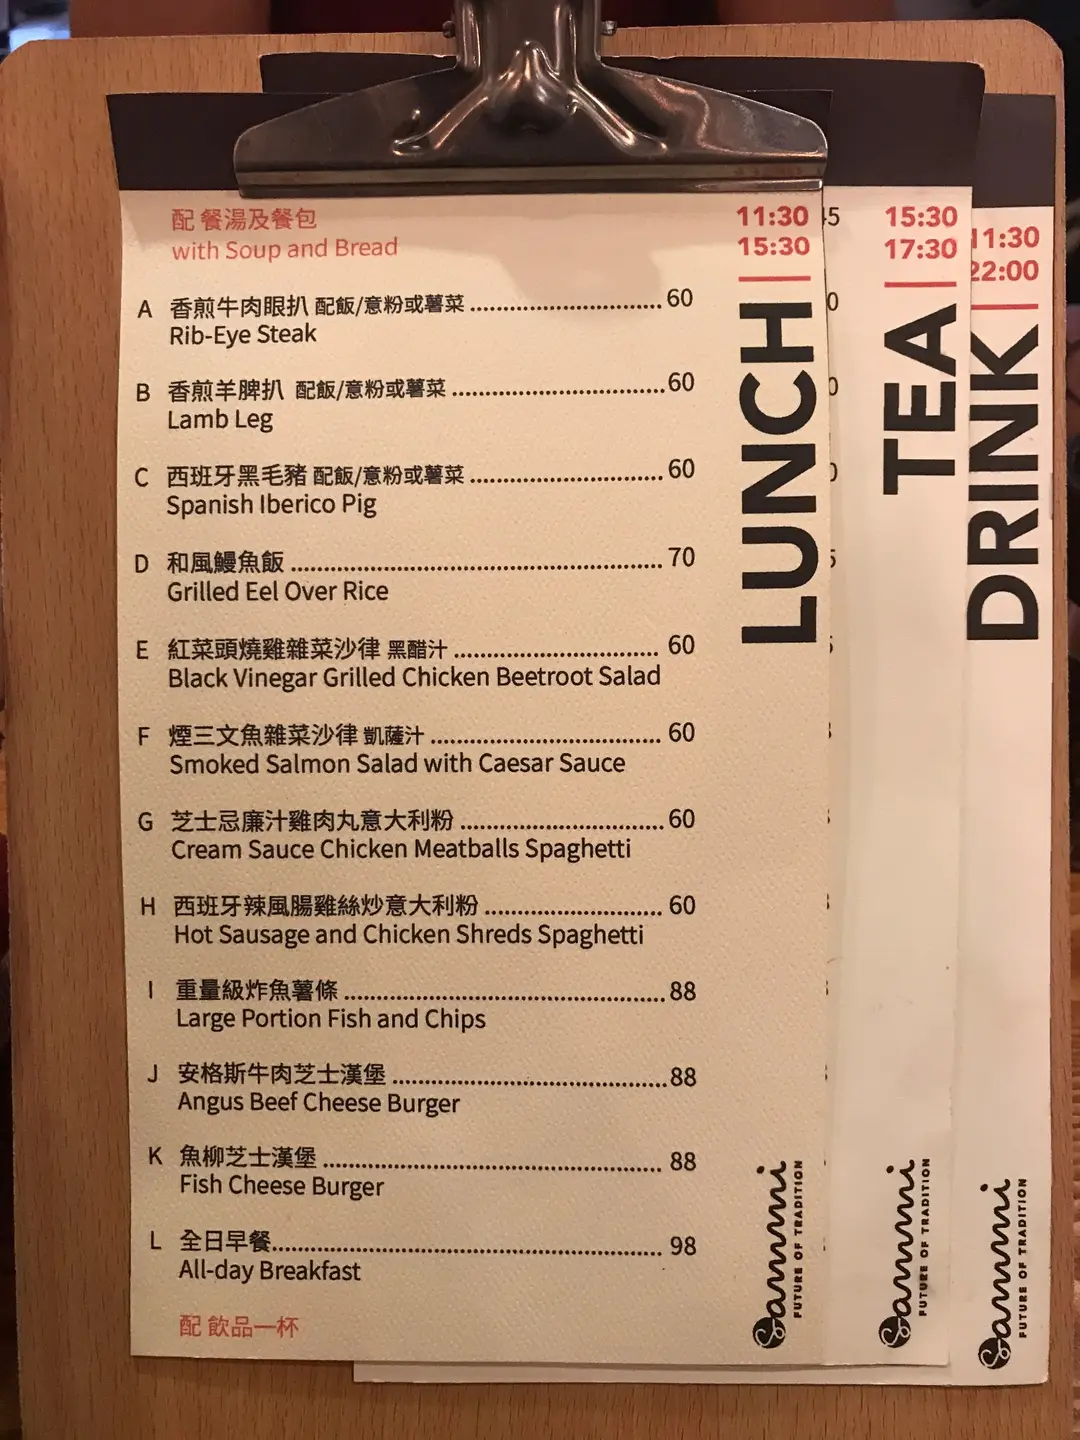 配 餐湯及餐包
with Soup and Bread
11:30
15:30
LUNCH
A 香煎牛肉眼扒 配飯/意粉或薯菜 60
Rib-Eye Steak
B 香煎羊脾扒 配飯/意粉或薯菜 60
Lamb Leg
C 西班牙黑毛豬 配飯/意粉或薯菜 60
Spanish Iberico Pig
D 和風鰻魚飯 70
Grilled Eel Over Rice
E 紅菜頭燒雞雜菜沙律 黑醋汁 60
Black Vinegar Grilled Chicken Beetroot Salad
F 煙三文魚雜菜沙律 凱薩汁 60
Smoked Salmon Salad with Caesar Sauce
G 芝士忌廉汁雞肉丸意大利粉 60
Cream Sauce Chicken Meatballs Spaghetti
H 西班牙辣風腸雞絲炒意大利粉 60
Hot Sausage and Chicken Shreds Spaghetti
I 重量級炸魚薯條 88
Large Portion Fish and Chips
J 安格斯牛肉芝士漢堡 88
Angus Beef Cheese Burger
K 魚柳芝士漢堡 88
Fish Cheese Burger
L 全日早餐 98
All-day Breakfast
配 飲品一杯
Sammi
FUTURE OF TRADITION
15:30
17:30
TEA
Sammi
FUTURE OF TRADITION
11:30
22:00
DRINK
Sammi
FUTURE OF TRADITION